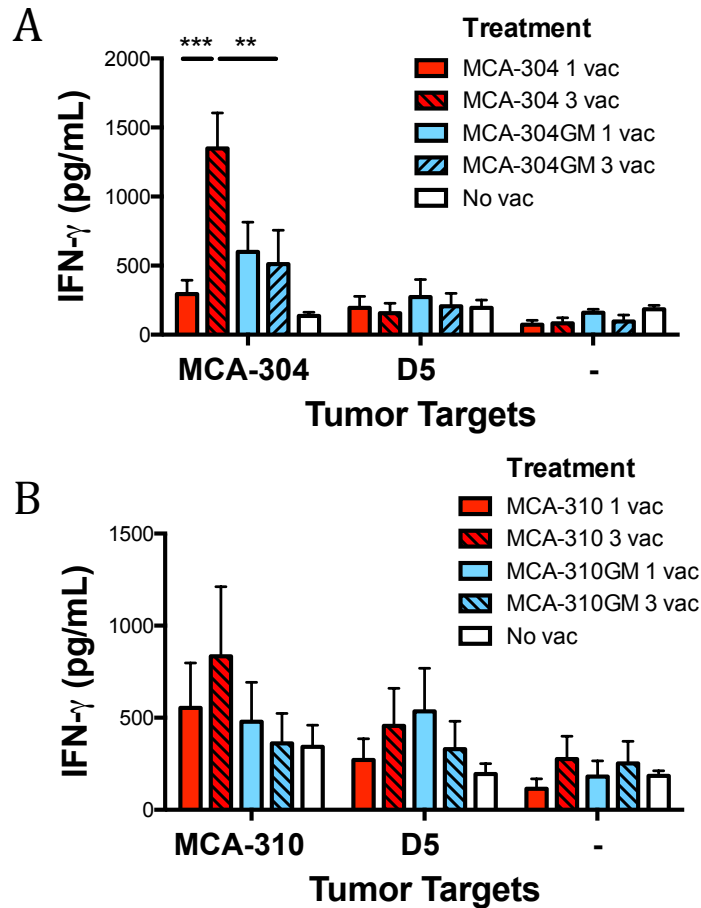 A
*** **
Treatment
MCA-304 1 vac
MCA-304 3 vac
MCA-304GM 1 vac
MCA-304GM 3 vac
No vac
IFN-γ (pg/mL)
2000
1500
1000
500
0
MCA-304 D5 -
Tumor Targets
B
Treatment
MCA-310 1 vac
MCA-310 3 vac
MCA-310GM 1 vac
MCA-310GM 3 vac
No vac
IFN-γ (pg/mL)
1500
1000
500
0
MCA-310 D5 -
Tumor Targets